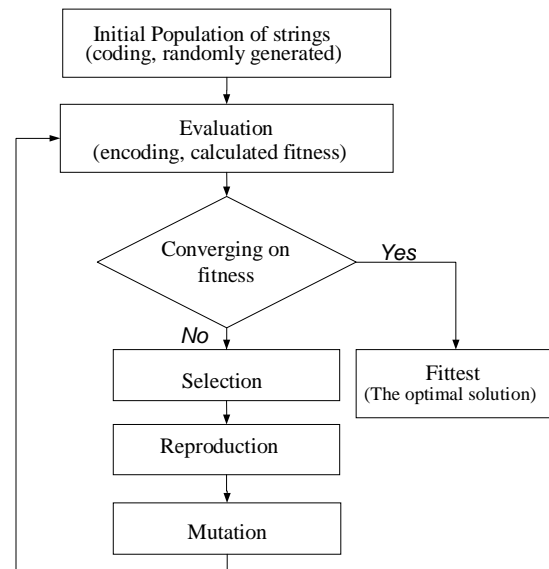 Initial Population of strings
(coding, randomly generated)
Evaluation
(encoding, calculated fitness)
Converging on
fitness
Yes
No
Selection
Fittest
(The optimal solution)
Reproduction
Mutation